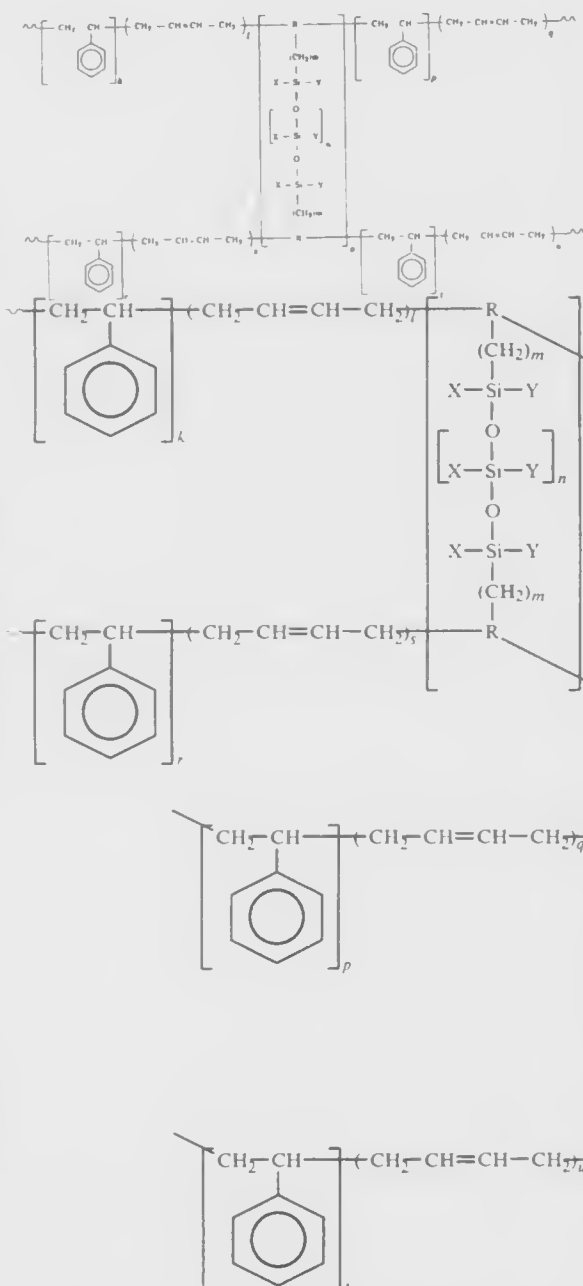 CH₂ — CH — (CH₂ — CH=CH — CH₂)l — R — CH₂ — CH — (CH₂ — CH=CH — CH₂)q
k p
(CH₂)m
X — Si — Y
O
X — Si — Y n
O
X — Si — Y
(CH₂)m
CH₂ — CH — (CH₂ — CH=CH — CH₂) — R — CH₂ — CH — (CH₂ — CH=CH — CH₂)
CH₂—CH—(CH₂—CH=CH—CH₂)l—R
(CH₂)m
X—Si—Y
k
O
X—Si—Y n
O
X—Si—Y
(CH₂)m
CH₂—CH—(CH₂—CH=CH—CH₂)s—R
r
CH₂—CH—(CH₂—CH=CH—CH₂)q
p
CH₂—CH—(CH₂—CH=CH—CH₂)u